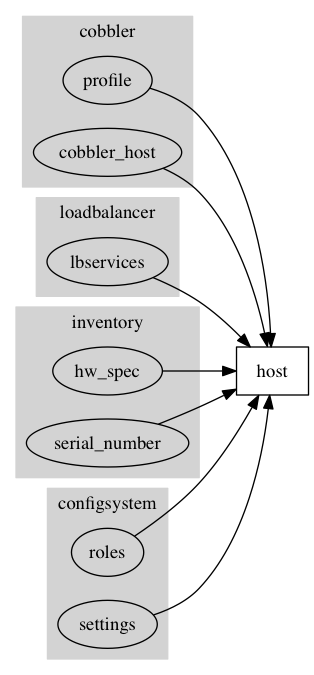 cobbler
profile
cobbler_host
loadbalancer
lbservices
inventory
hw_spec
host
serial_number
configsystem
roles
settings